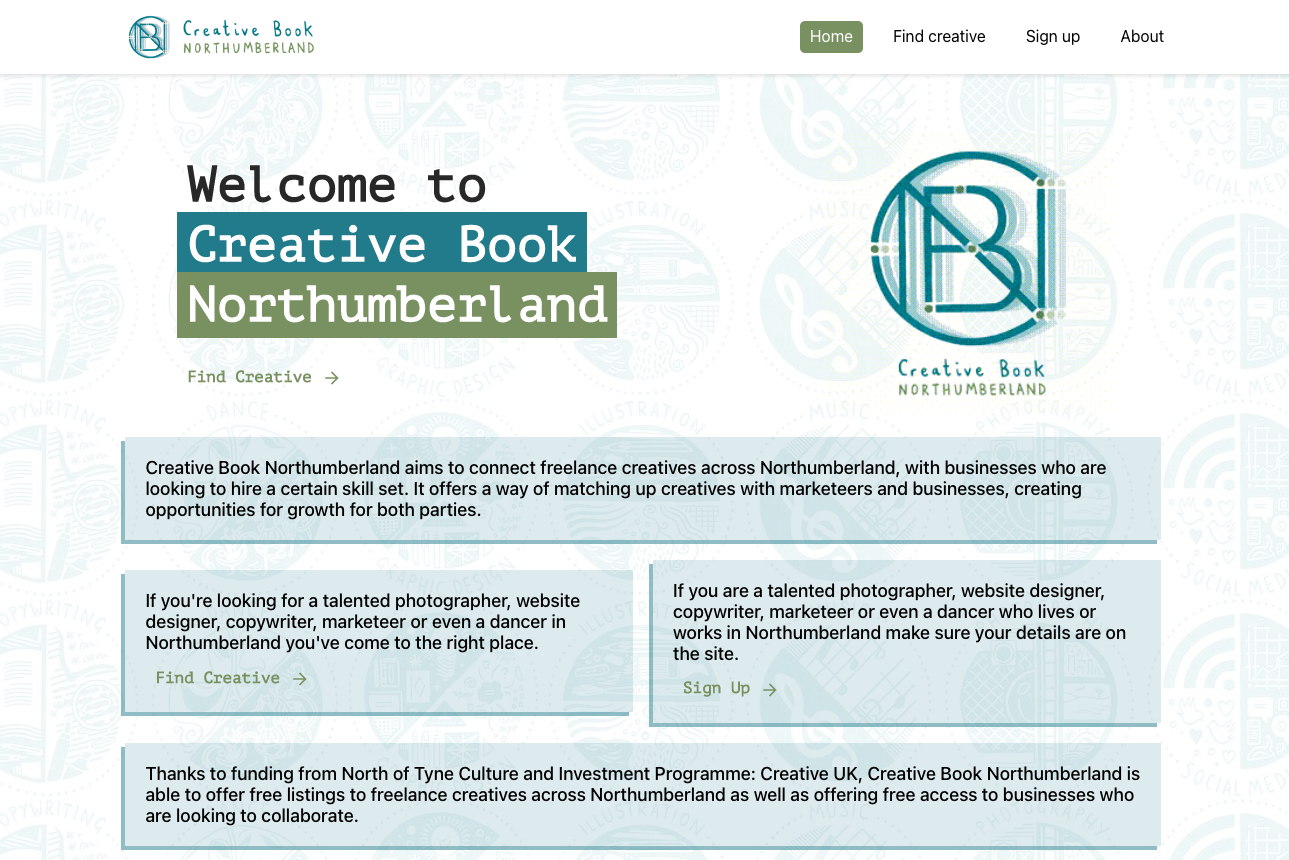 Creative Book
NORTHUMBERLAND
Home
Find creative
Sign up
About
Welcome to
Creative Book
Northumberland
Find Creative
Creative Book
NORTHUMBERLAND
Creative Book Northumberland aims to connect freelance creatives across Northumberland, with businesses who are
looking to hire a certain skill set. It offers a way of matching up creatives with marketeers and businesses, creating
opportunities for growth for both parties.
If you're looking for a talented photographer, website
designer, copywriter, marketeer or even a dancer in
Northumberland you've come to the right place.
Find Creative
If you are a talented photographer, website designer,
copywriter, marketeer or even a dancer who lives or
works in Northumberland make sure your details are on
the site.
Sign Up
Thanks to funding from North of Tyne Culture and Investment Programme: Creative UK, Creative Book Northumberland is
able to offer free listings to freelance creatives across Northumberland as well as offering free access to businesses who
are looking to collaborate.